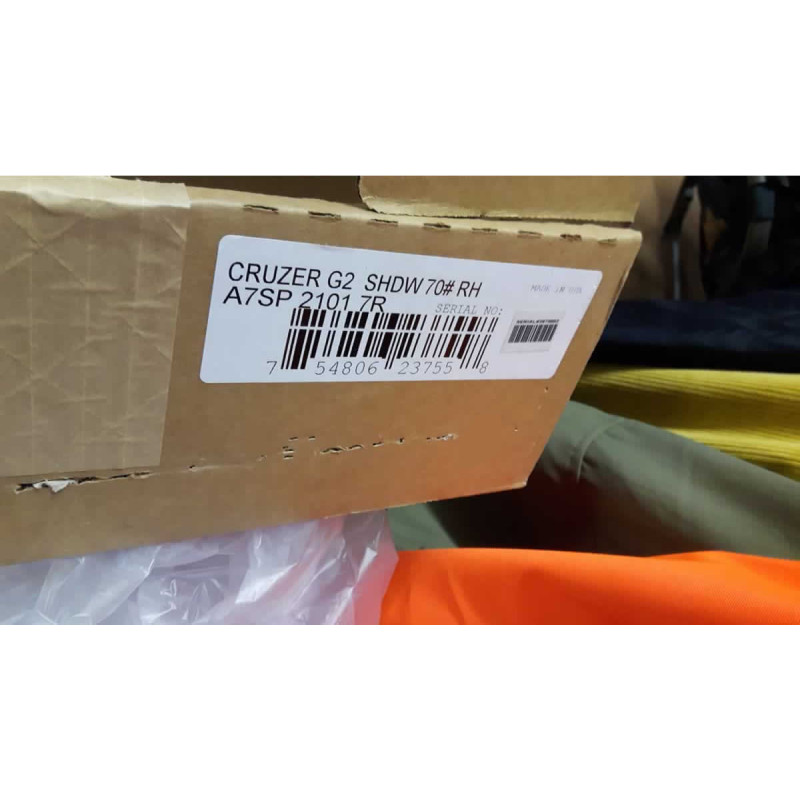 CRUZER G2 SHDW 70# RH
A7SP 2101 7R
MADE IN USA
SERIAL NO:
7 54806 23755 8